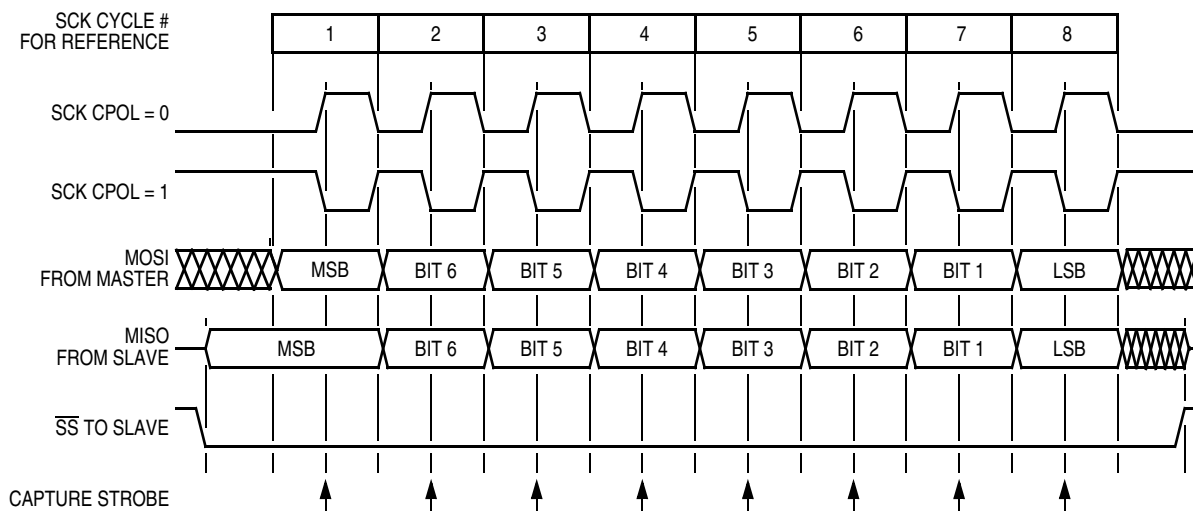 SCK CYCLE #
FOR REFERENCE
1 2 3 4 5 6 7 8
SCK CPOL = 0
SCK CPOL = 1
MOSI
FROM MASTER
MSB BIT 6 BIT 5 BIT 4 BIT 3 BIT 2 BIT 1 LSB
MISO
FROM SLAVE
MSB BIT 6 BIT 5 BIT 4 BIT 3 BIT 2 BIT 1 LSB
S̅S̅ TO SLAVE
CAPTURE STROBE